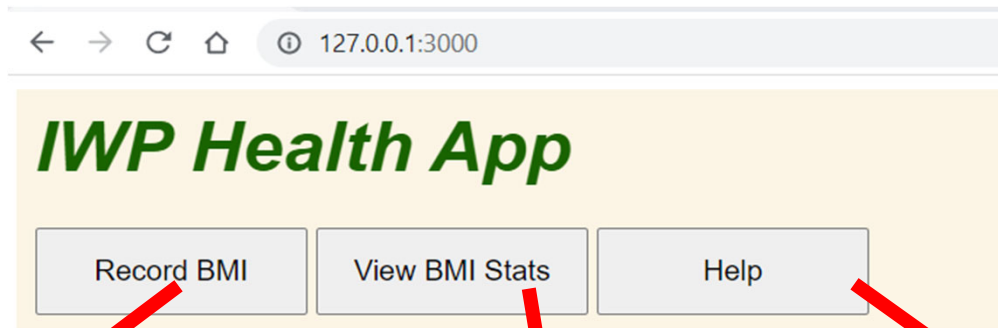 127.0.0.1:3000
IWP Health App
Record BMI View BMI Stats Help